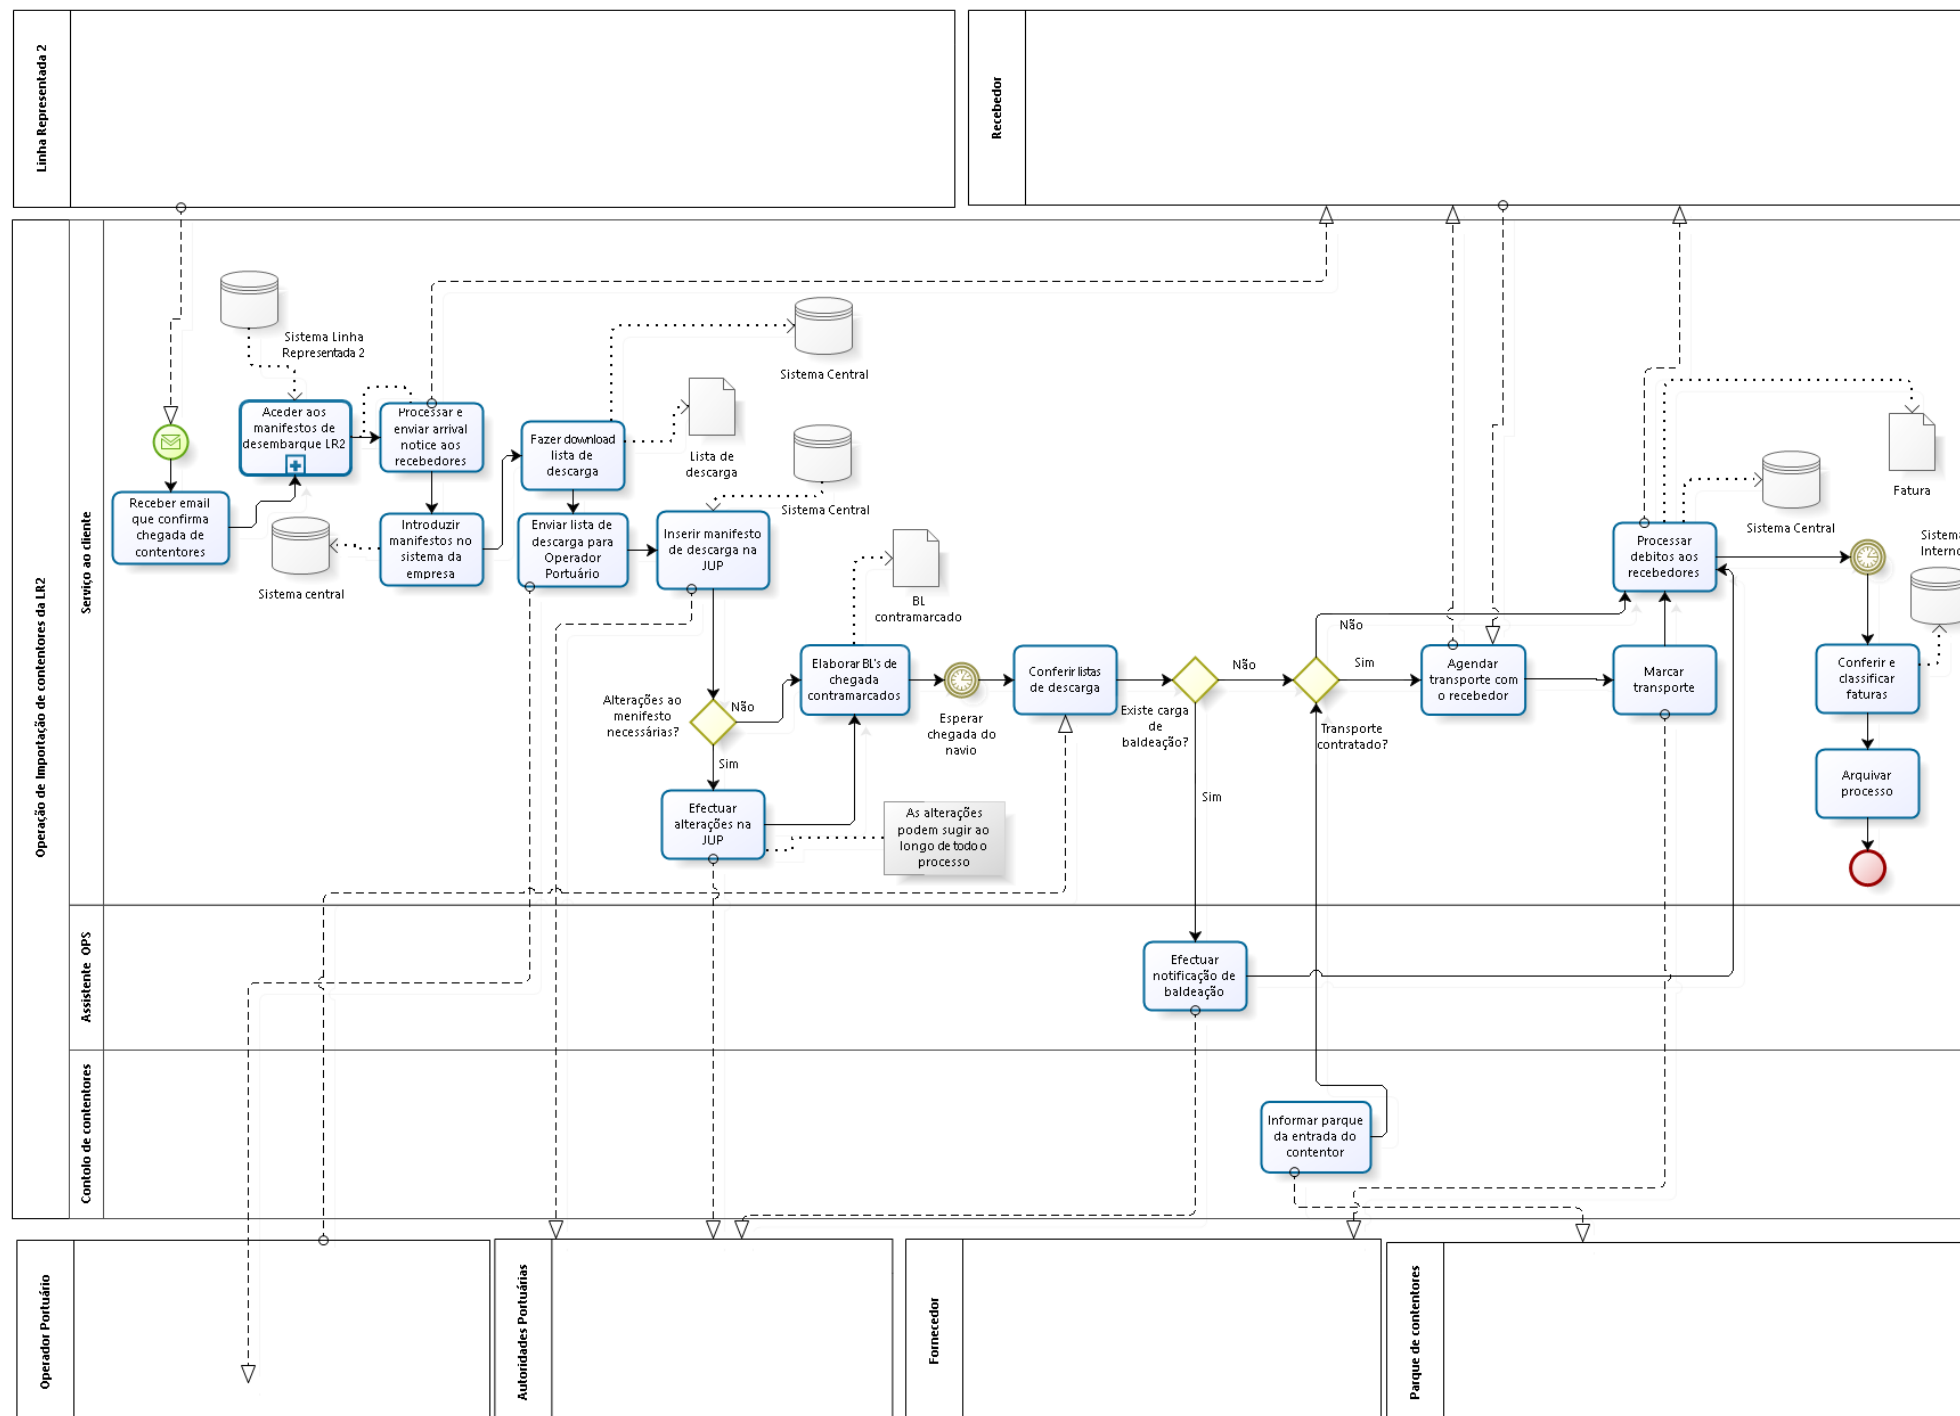 Linha Representada 2
Recebedor
Operação de Importação de contentores da LR2
Serviço ao cliente
Sistema Linha
Representada 2
Aceder aos
manifestos de
desembarque LR2
Receber email
que confirma
chegada de
contentores
Processar e
enviar arrival
notice aos
recebedores
Introduzir
manifestos no
sistema da
empresa
Sistema central
Fazer download
lista de
descarga
Enviar lista de
descarga para
Operador
Portuário
Sistema Central
Lista de
descarga
Sistema Central
Inserir manifesto
de descarga na
JUP
BL
contramarcado
Alterações ao
menifesto
necessárias?
Não
Sim
Elaborar BL's de
chegada
contramarcados
Efectuar
alterações na
JUP
As alterações
podem sugir ao
longo de todo o
processo
Esperar
chegada do
navio
Conferir listas
de descarga
Existe carga
de
baldeação?
Não
Sim
Transporte
contratado?
Não
Sim
Agendar
transporte com
o recebedor
Marcar
transporte
Processar
debitos aos
recebedores
Sistema Central
Fatura
Sistema
Interno
Conferir e
classificar
faturas
Arquivar
processo
Assistente OPS
Efectuar
notificação de
baldeação
Contolo de contentores
Informar parque
da entrada do
contentor
Operador Portuário
Autoridades Portuárias
Fornecedor
Parque de contentores